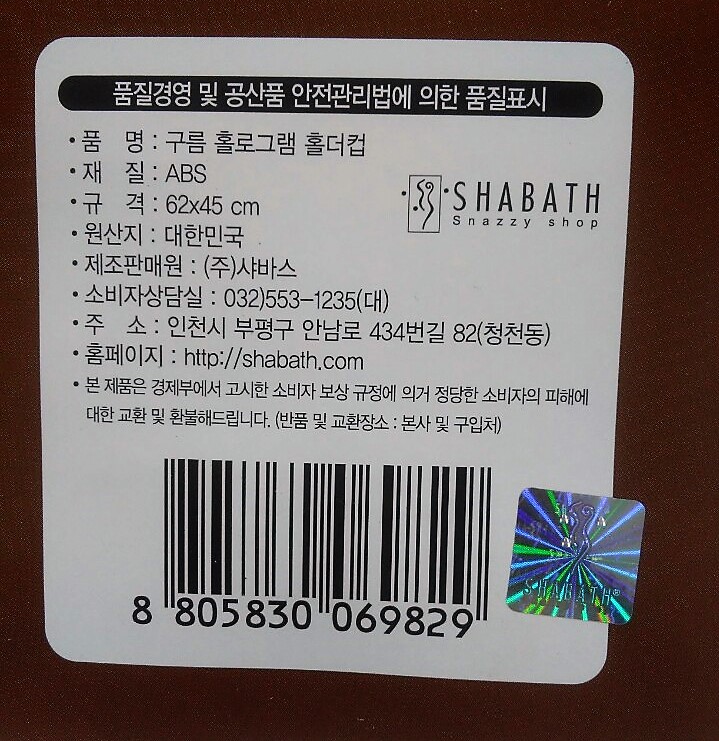 품질경영 및 공산품 안전관리법에 의한 품질표시
• 품 명 : 구름 홀로그램 홀더컵
• 재 질 : ABS
• 규 격 : 62x45 cm
• 원산지 : 대한민국
• 제조판매원 : (주)샤바스
• 소비자상담실 : 032)553-1235(대)
• 주 소 : 인천시 부평구 안남로 434번길 82(청천동)
• 홈페이지 : http://shabath.com
• 본 제품은 경제부에서 고시한 소비자 보상 규정에 의거 정당한 소비자의 피해에
대한 교환 및 환불해드립니다. (반품 및 교환장소 : 본사 및 구입처)
SHABATH
Snazzy shop
8 805830 069829
SHABATH®